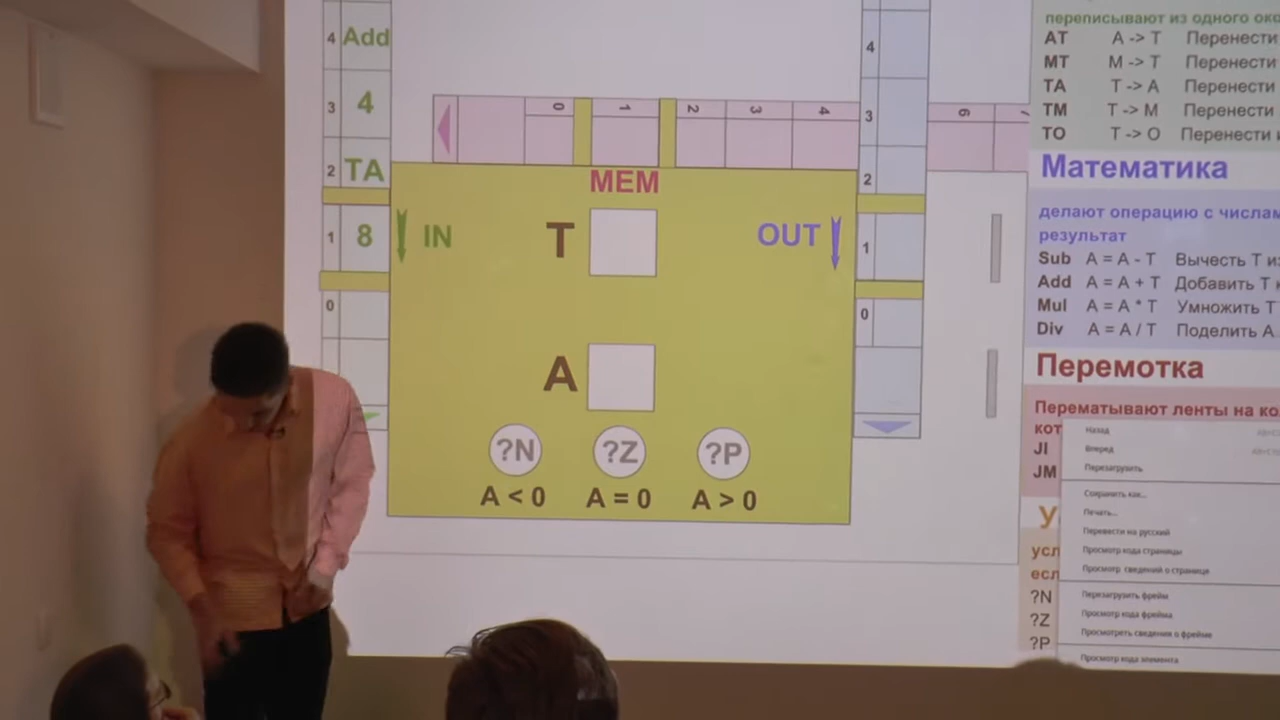 4 Add
3 4
2 TA
1 8
0
IN
0 1 2 3 4 6
MEM
T
OUT
A
?N ?Z ?P
A < 0 A = 0 A > 0
4
3
2
1
0
переписывают из одного
AT A -> T Перенести
MT M -> T Перенести
TA T -> A Перенести
TM T -> M Перенести
TO T -> O Перенести
Математика
делают операцию с числам
результат
Sub A = A - T Вычесть T
Add A = A + T Добавить T
Mul A = A * T Умножить T
Div A = A / T Поделить A
Перемотка
Перематывают ленты на
кот
JI
JM
У
усл
есл
?N
?Z
?P
Назад
Вперед
Перезагрузить
Сохранить как...
Печать...
Перевести на русский
Просмотр кода страницы
Просмотр сведений о странице
Перезагрузить фрейм
Просмотр кода фрейма
Просмотреть сведения о фрейме
Просмотр кода элемента